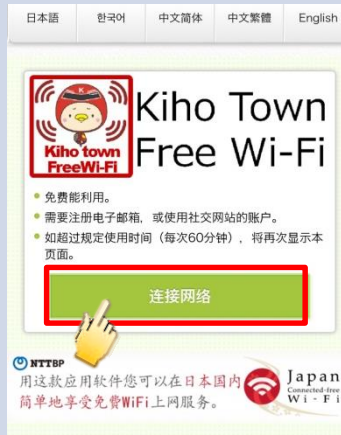 日本語 한국어 中文简体 中文繁體 English
Kiho Town
Free Wi-Fi
Kiho town
FreeWi-Fi
免费能利用。
需要注册电子邮箱，或使用社交
网站的账户。
如超过规定使用时间（每次60分
钟），将再次显示本
页面。
连接网络
NTTBP
用这款应用软件您可以在日本国内
简单地享受免費WiFi上网服务。
Japan
Connected-free
Wi-Fi